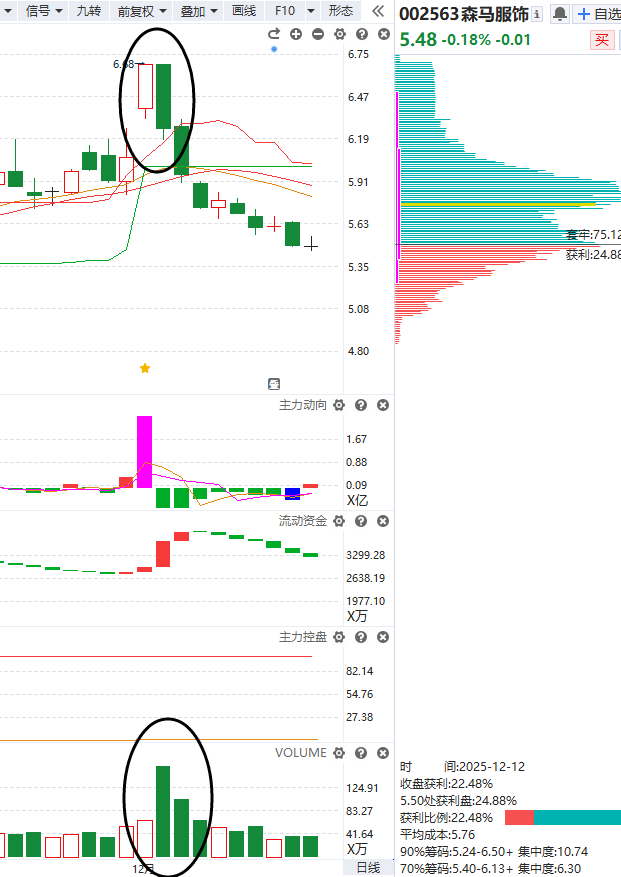 信号 九转 前复权 叠加 画线 F10 形态
002563森马服饰 i +自选
5.48 -0.18% -0.01 买
6.68
6.75
6.47
6.19
5.91
5.63
5.35
5.08
4.80
套牢:75.12
获利:24.88
主力动向
1.67
0.88
0.09
X亿
流动资金
3299.28
2638.19
1977.10
X万
主力控盘
82.14
54.76
27.38
VOLUME
124.91
83.27
41.64
X万
12月
日线
时 间:2025-12-12
收盘获利:22.48%
5.50处获利盘:24.88%
获利比例:22.48%
平均成本:5.76
90%筹码:5.24-6.50+ 集中度:10.74
70%筹码:5.40-6.13+ 集中度:6.30